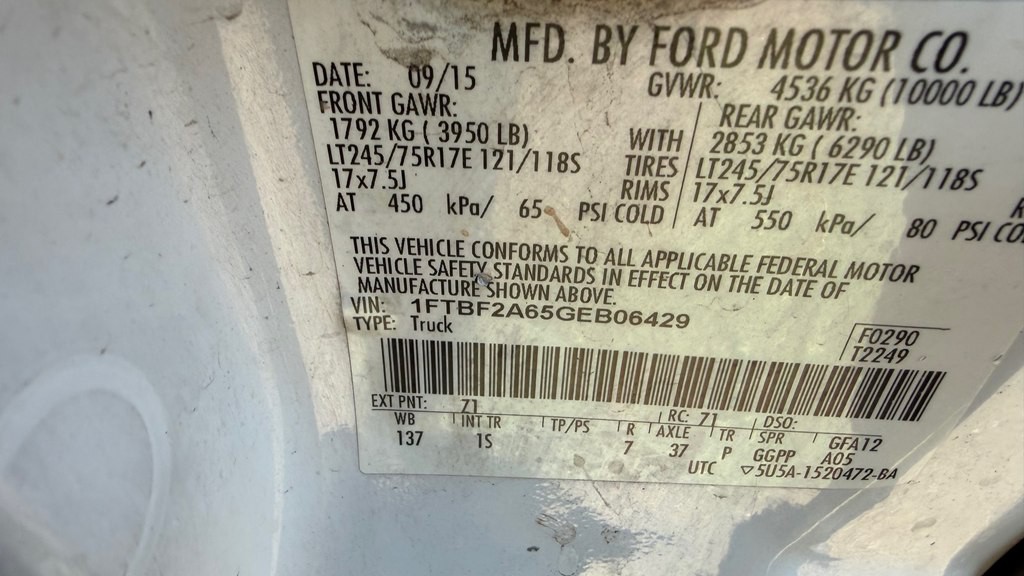 MFD. BY FORD MOTOR CO.
DATE: 09/15 GVWR: 4536 KG (10000 LB)
FRONT GAWR: REAR GAWR:
1792 KG ( 3950 LB) WITH 2853 KG ( 6290 LB)
LT245/75R17E 121/118S TIRES LT245/75R17E 121/118S
17x7.5J RIMS 17x7.5J
AT 450 kPa/ 65 PSI COLD AT 550 kPa/ 80 PSI
THIS VEHICLE CONFORMS TO ALL APPLICABLE FEDERAL MOTOR
VEHICLE SAFETY STANDARDS IN EFFECT ON THE DATE OF
MANUFACTURE SHOWN ABOVE.
VIN: 1FTBF2A65GEB06429
TYPE: Truck
F0290
T2249
EXT PNT: 71 RC: 71 DSO:
WB INT TR TP/PS R AXLE TR SPR GFA12
137 1S 7 37 P GGPP A05
UTC ▽5U5A-1520472-BA